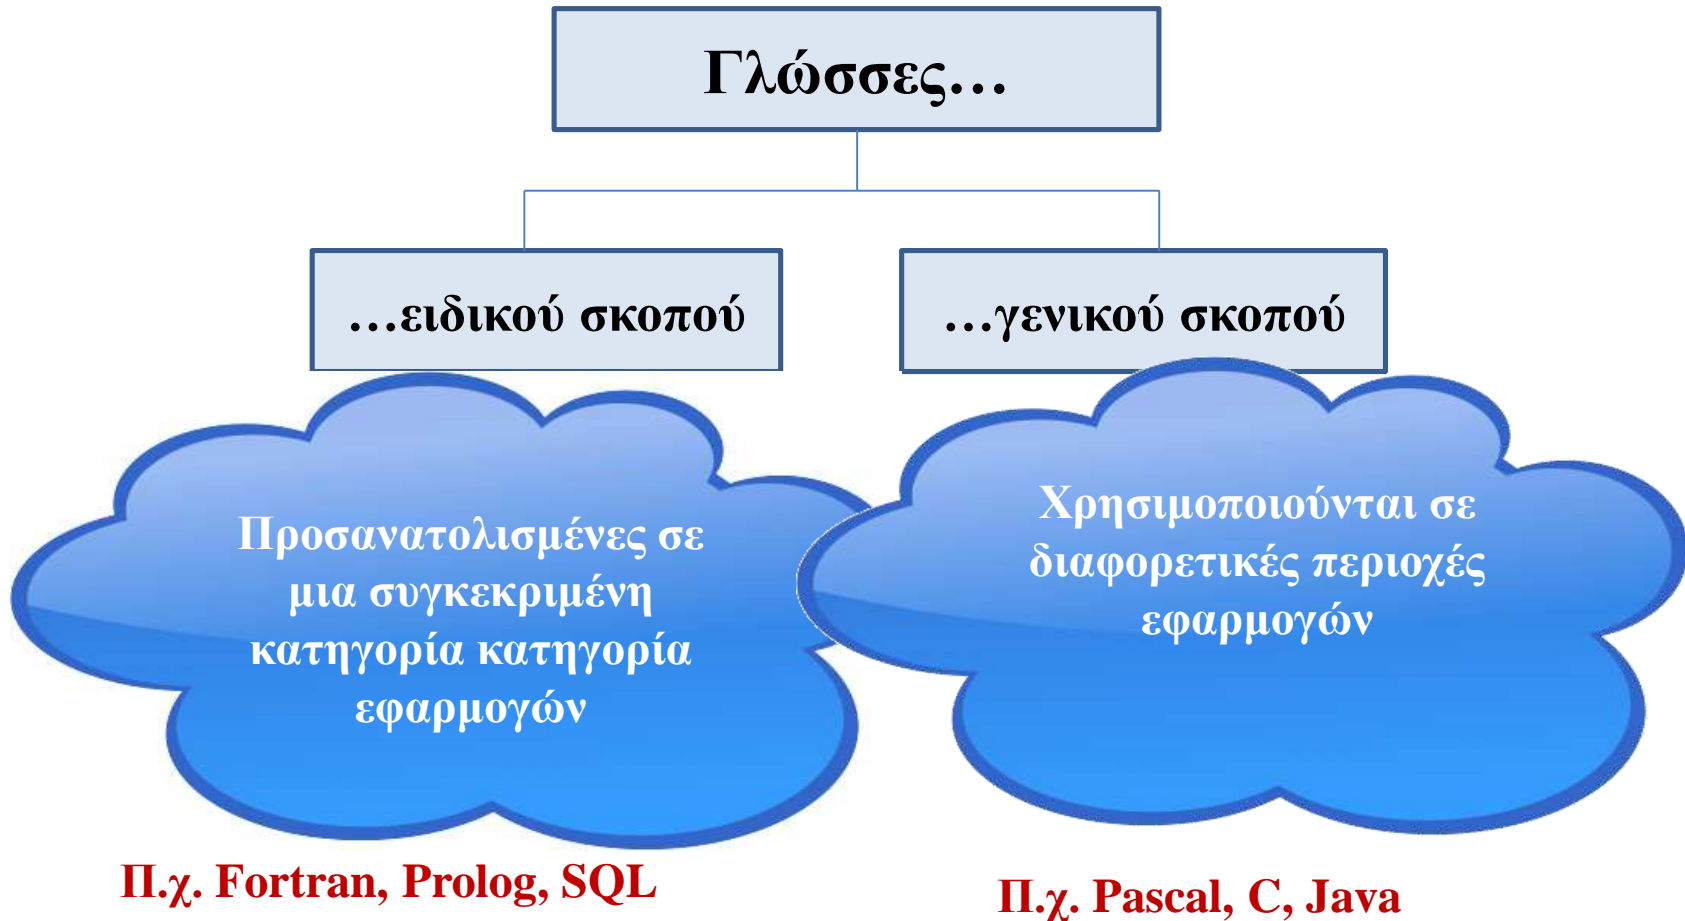 Γλώσσες…
…ειδικού σκοπού
…γενικού σκοπού
Προσανατολισμένες σε
μια συγκεκριμένη
κατηγορία κατηγορία
εφαρμογών
Χρησιμοποιούνται σε
διαφορετικές περιοχές
εφαρμογών
Π.χ. Fortran, Prolog, SQL
Π.χ. Pascal, C, Java